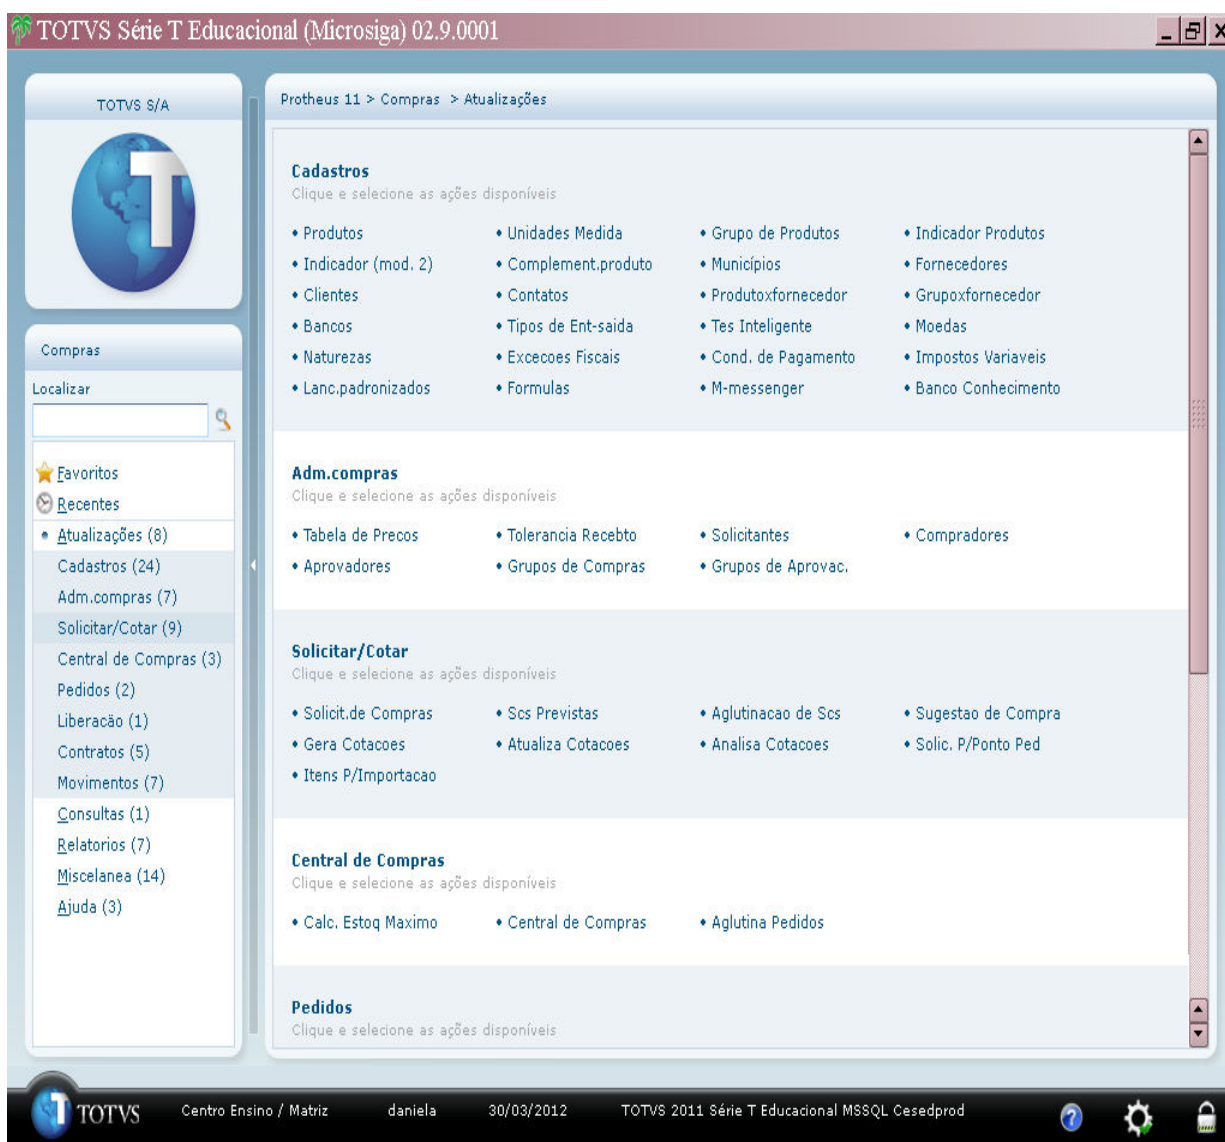 TOTVS Série T Educacional (Microsiga) 02.9.0001
TOTVS S/A
T
Compras
Localizar
Favoritos
Recentes
Atualizações (8)
Cadastros (24)
Adm.compras (7)
Solicitar/Cotar (9)
Central de Compras (3)
Pedidos (2)
Liberacão (1)
Contratos (5)
Movimentos (7)
Consultas (1)
Relatorios (7)
Miscelanea (14)
Ajuda (3)
Protheus 11 > Compras > Atualizações
Cadastros
Clique e selecione as ações disponíveis
• Produtos • Unidades Medida • Grupo de Produtos • Indicador Produtos
• Indicador (mod. 2) • Complement.produto • Municípios • Fornecedores
• Clientes • Contatos • Produtoxfornecedor • Grupoxfornecedor
• Bancos • Tipos de Ent-saida • Tes Inteligente • Moedas
• Naturezas • Excecoes Fiscais • Cond. de Pagamento • Impostos Variaveis
• Lanc.padronizados • Formulas • M-messenger • Banco Conhecimento
Adm.compras
Clique e selecione as ações disponíveis
• Tabela de Precos • Tolerancia Recebto • Solicitantes • Compradores
• Aprovadores • Grupos de Compras • Grupos de Aprovac.
Solicitar/Cotar
Clique e selecione as ações disponíveis
• Solicit.de Compras • Scs Previstas • Aglutinacao de Scs • Sugestao de Compra
• Gera Cotacoes • Atualiza Cotacoes • Analisa Cotacoes • Solic. P/Ponto Ped
• Itens P/Importacao
Central de Compras
Clique e selecione as ações disponíveis
• Calc. Estoq Maximo • Central de Compras • Aglutina Pedidos
Pedidos
Clique e selecione as ações disponíveis
TOTVS Centro Ensino / Matriz daniela 30/03/2012 TOTVS 2011 Série T Educacional MSSQL Cesedprod